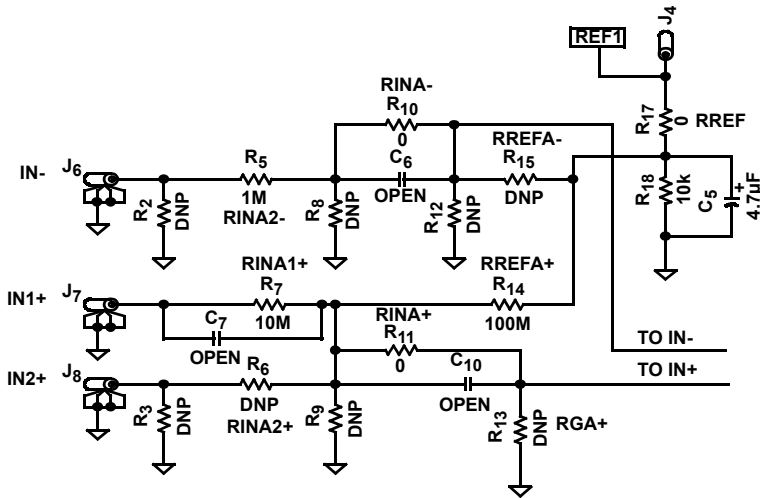 J4
REF1
RINA-
R10
0
R17
0
RREF
IN-
J6
R5
1M
RINA2-
R2
DNP
R8
DNP
C6
OPEN
RREFA-
R15
DNP
R12
DNP
R18
10k
C5
+
4.7µF
IN1+
J7
RINA1+
R7
10M
C7
OPEN
RREFA+
R14
100M
RINA+
R11
0
TO IN-
IN2+
J8
R6
DNP
RINA2+
R3
DNP
R9
DNP
C10
OPEN
TO IN+
R13
DNP
RGA+